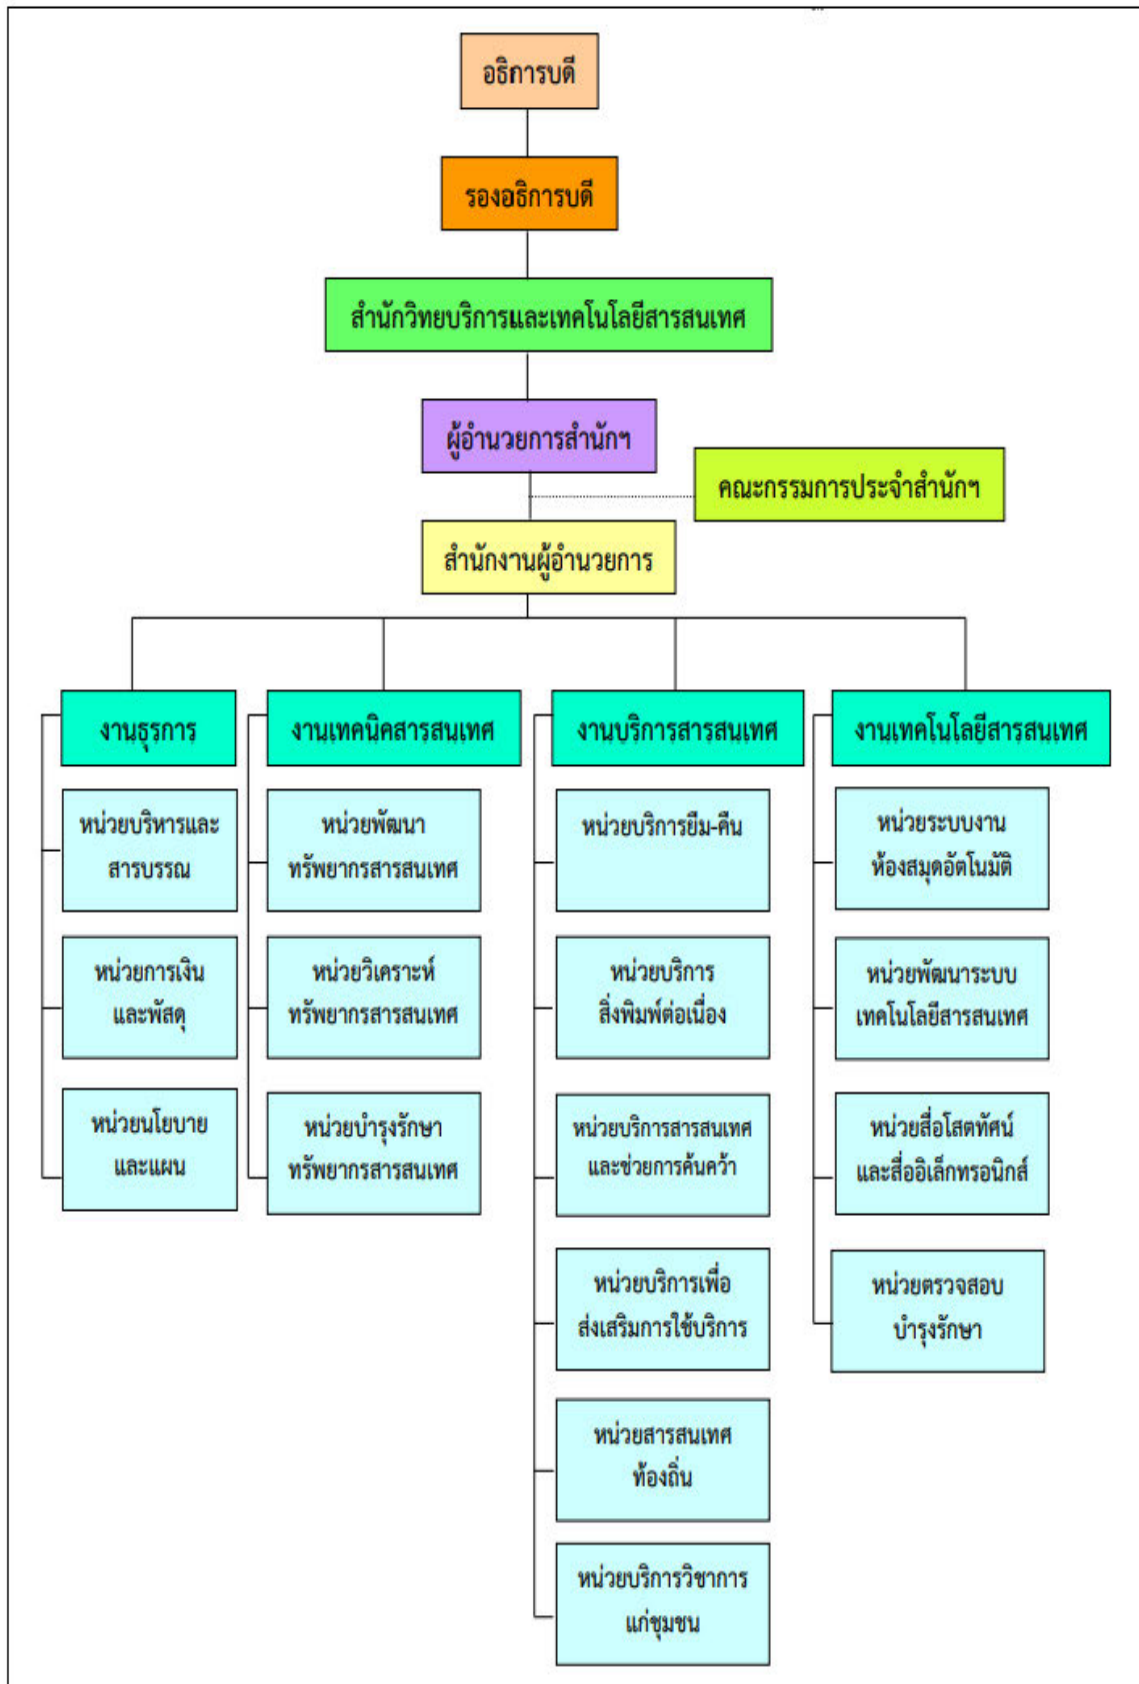 อธิการบดี
รองอธิการบดี
สำนักวิทยบริการและเทคโนโลยีสารสนเทศ
ผู้อำนวยการสำนักฯ
คณะกรรมการประจำสำนักฯ
สำนักงานผู้อำนวยการ
งานธุรการ
หน่วยบริหารและ
สารบรรณ
หน่วยการเงิน
และพัสดุ
หน่วยนโยบาย
และแผน
งานเทคนิคสารสนเทศ
หน่วยพัฒนา
ทรัพยากรสารสนเทศ
หน่วยวิเคราะห์
ทรัพยากรสารสนเทศ
หน่วยบำรุงรักษา
ทรัพยากรสารสนเทศ
งานบริการสารสนเทศ
หน่วยบริการยืม-คืน
หน่วยบริการ
สิ่งพิมพ์ต่อเนื่อง
หน่วยบริการสารสนเทศ
และช่วยการค้นคว้า
หน่วยบริการเพื่อ
ส่งเสริมการใช้บริการ
หน่วยสารสนเทศ
ท้องถิ่น
หน่วยบริการวิชาการ
แก่ชุมชน
งานเทคโนโลยีสารสนเทศ
หน่วยระบบงาน
ห้องสมุดอัตโนมัติ
หน่วยพัฒนาระบบ
เทคโนโลยีสารสนเทศ
หน่วยสื่อโสตทัศน์
และสื่ออิเล็กทรอนิกส์
หน่วยตรวจสอบ
บำรุงรักษา